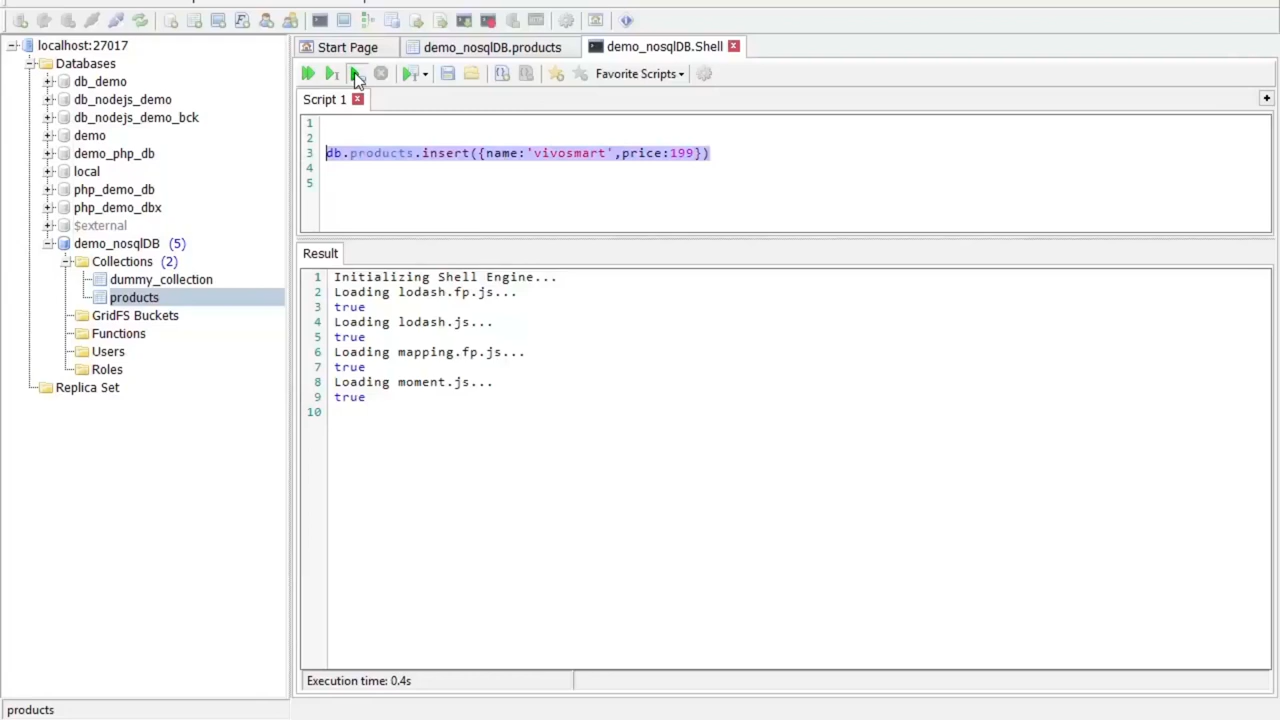 localhost:27017
Databases
db_demo
db_nodejs_demo
db_nodejs_demo_bck
demo
demo_php_db
local
php_demo_db
php_demo_dbx
$external
demo_nosqlDB (5)
Collections (2)
dummy_collection
products
GridFS Buckets
Functions
Users
Roles
Replica Set
products
Start Page
demo_nosqlDB.products
demo_nosqlDB.Shell
Favorite Scripts
Script 1
1
2
3 db.products.insert({name:'vivosmart',price:199})
4
5
Result
1 Initializing Shell Engine...
2 Loading lodash.fp.js...
3 true
4 Loading lodash.js...
5 true
6 Loading mapping.fp.js...
7 true
8 Loading moment.js...
9 true
10
Execution time: 0.4s